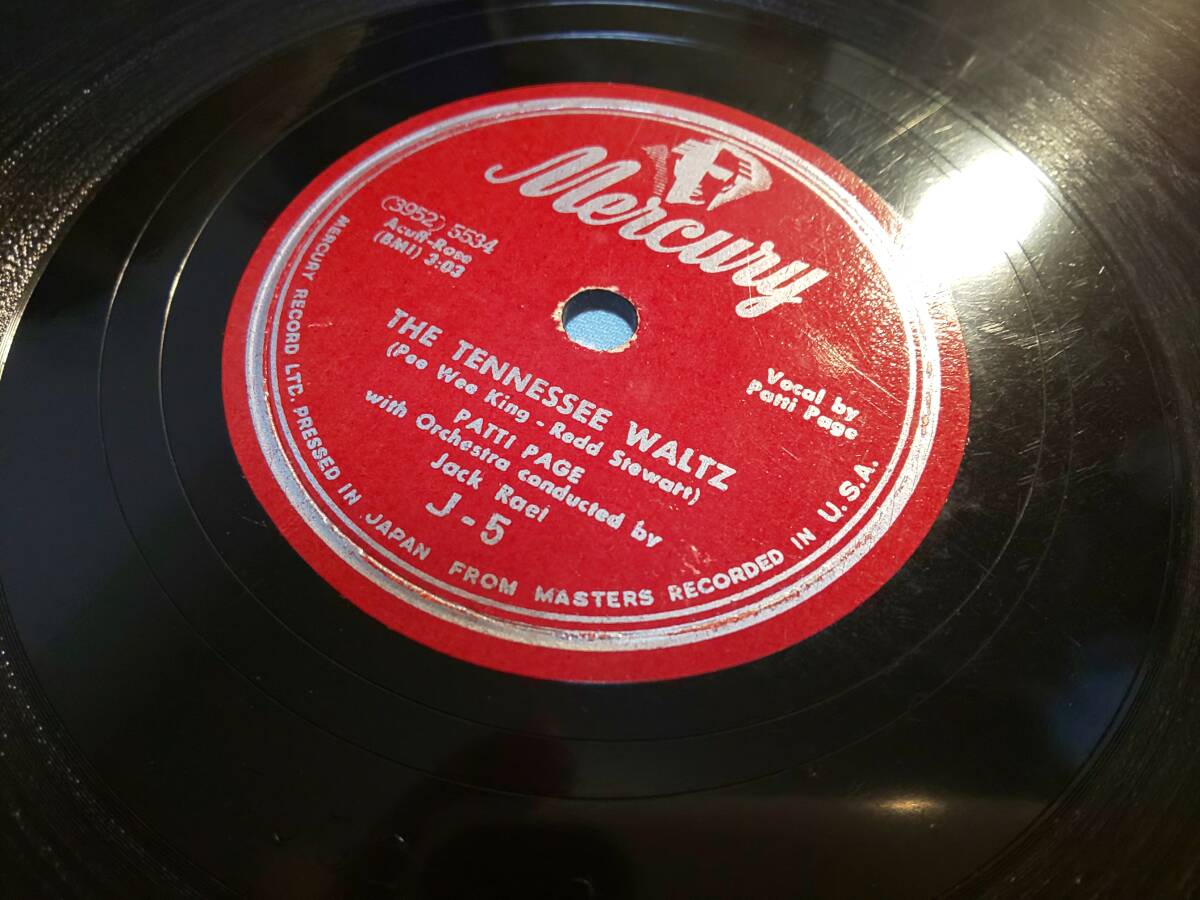 Mercury
(3952) 5534
Acuff-Rose
(BMI) 3:03
Vocal by
Patti Page
THE TENNESSEE WALTZ
(Pee Wee King - Redd Stewart)
PATTI PAGE
with Orchestra conducted by
Jack Rael
J-5
MERCURY RECORD LTD. PRESSED IN JAPAN FROM MASTERS RECORDED IN U.S.A.